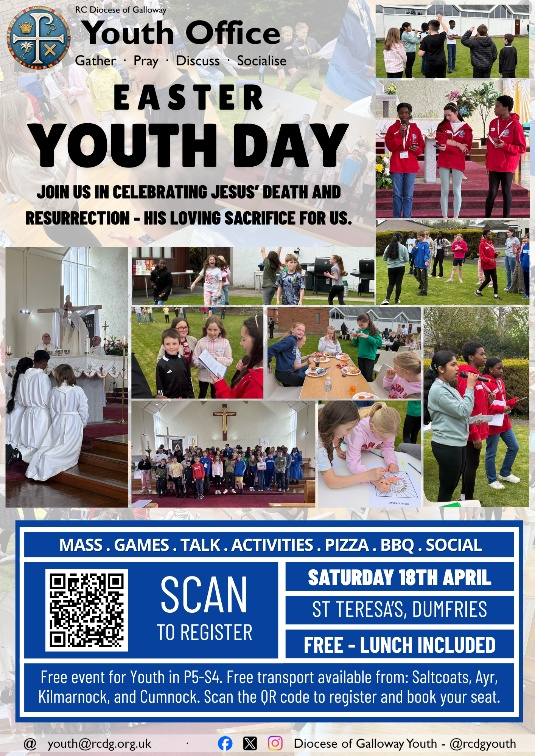 RC Diocese of Galloway
Youth Office
Gather · Pray · Discuss · Socialise
EASTER
YOUTH DAY
JOIN US IN CELEBRATING JESUS' DEATH AND
RESURRECTION - HIS LOVING SACRIFICE FOR US.
MASS . GAMES . TALK . ACTIVITIES . PIZZA . BBQ . SOCIAL
SCAN
TO REGISTER
SATURDAY 18TH APRIL
ST TERESA'S, DUMFRIES
FREE - LUNCH INCLUDED
Free event for Youth in P5-S4. Free transport available from: Saltcoats, Ayr,
Kilmarnock, and Cumnock. Scan the QR code to register and book your seat.
@ youth@rcdg.org.uk · Diocese of Galloway Youth - @rcdgyouth